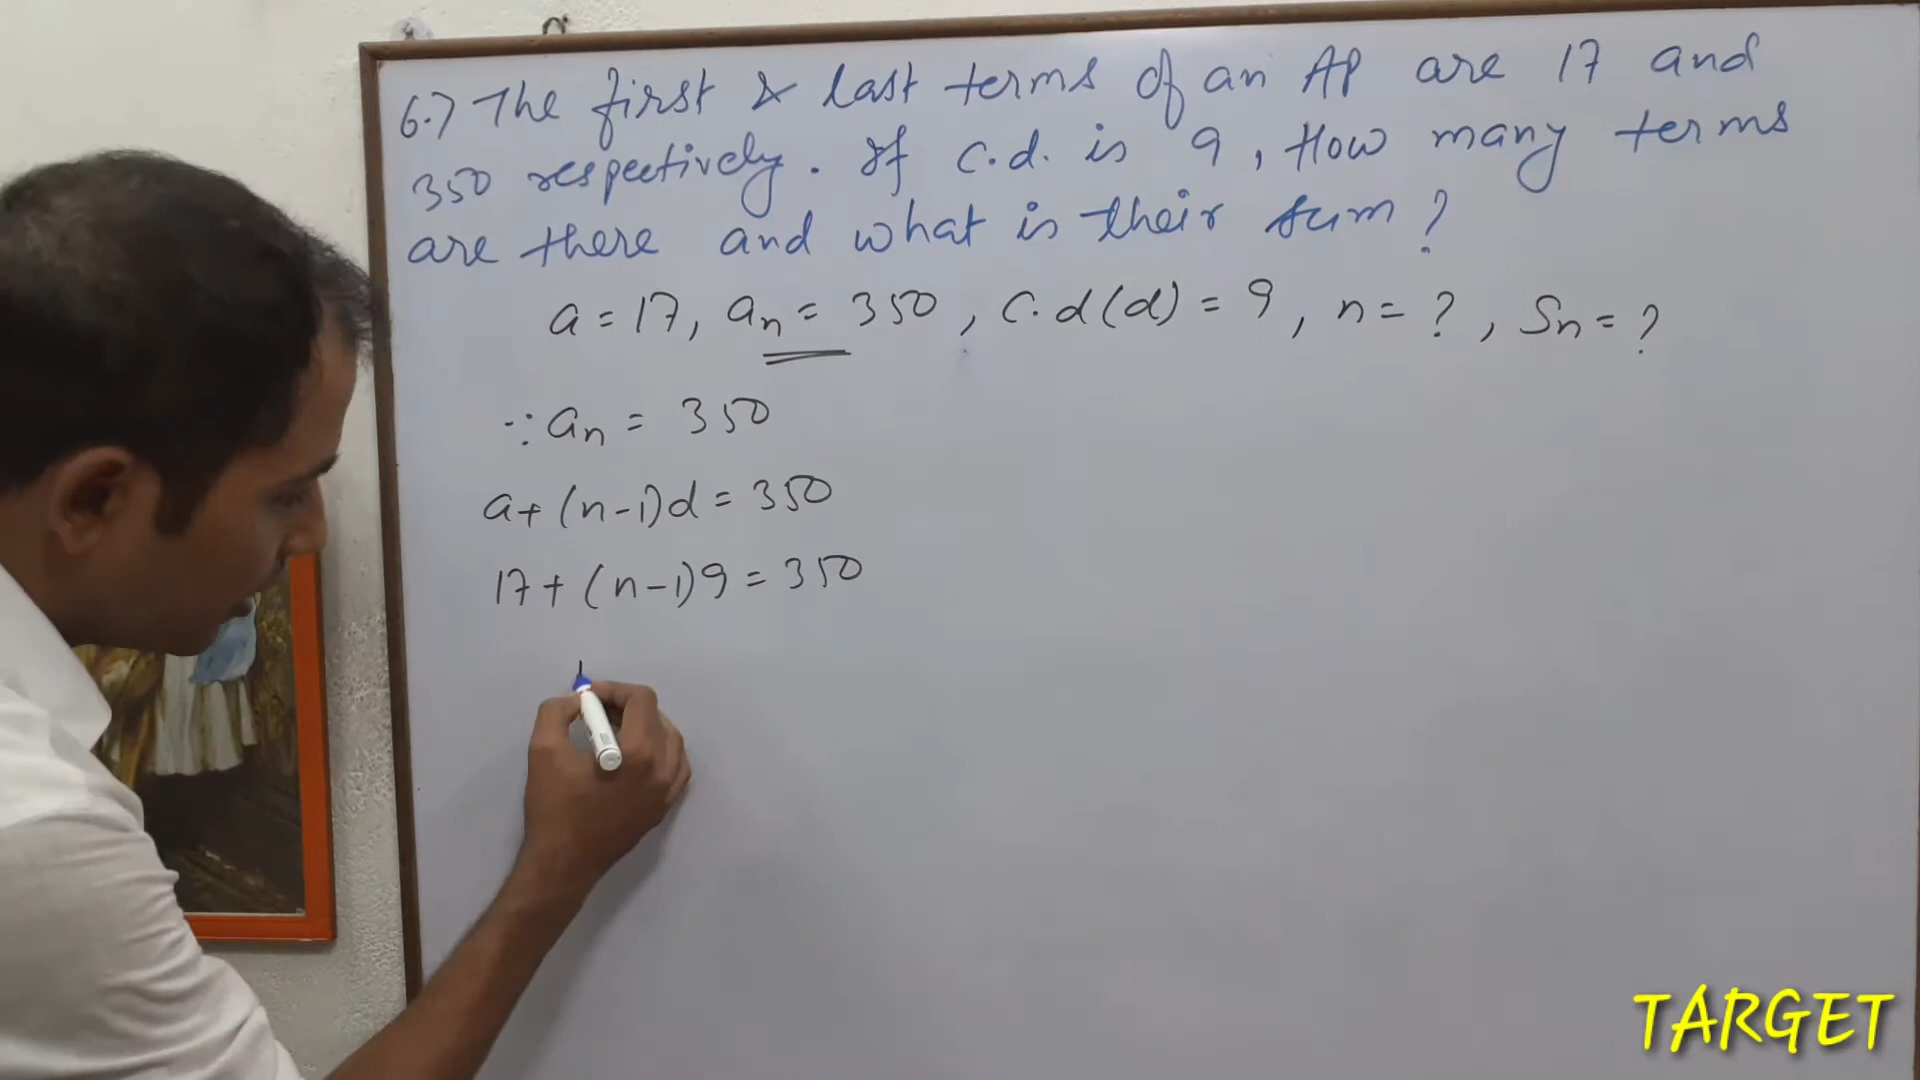 6.7 The first & last terms of an AP are 17 and
350 respectively. If c.d. is 9, How many terms
are there and what is their sum?
a = 17, aₙ = 350, C.d(d) = 9, n = ?, Sₙ = ?
∵ aₙ = 350
a + (n-1)d = 350
17 + (n-1)9 = 350
TARGET